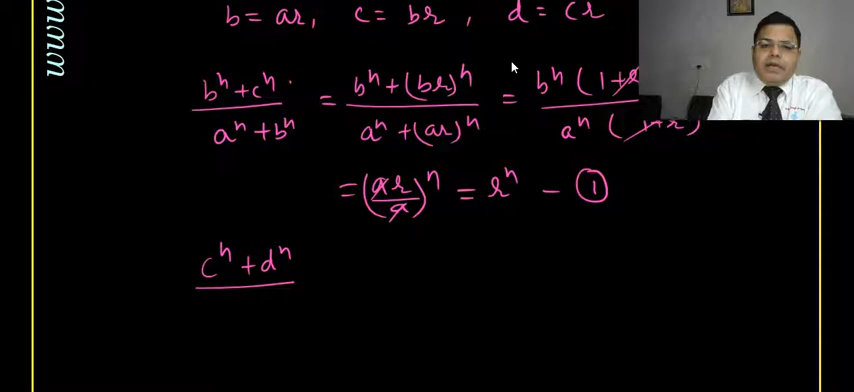 www
b = ar, c = br, d = cr
bⁿ + cⁿ / aⁿ + bⁿ = bⁿ + (br)ⁿ / aⁿ + (ar)ⁿ = bⁿ (1 + r / aⁿ (1 + r)
= (ar / a)ⁿ = rⁿ - ①
cⁿ + dⁿ